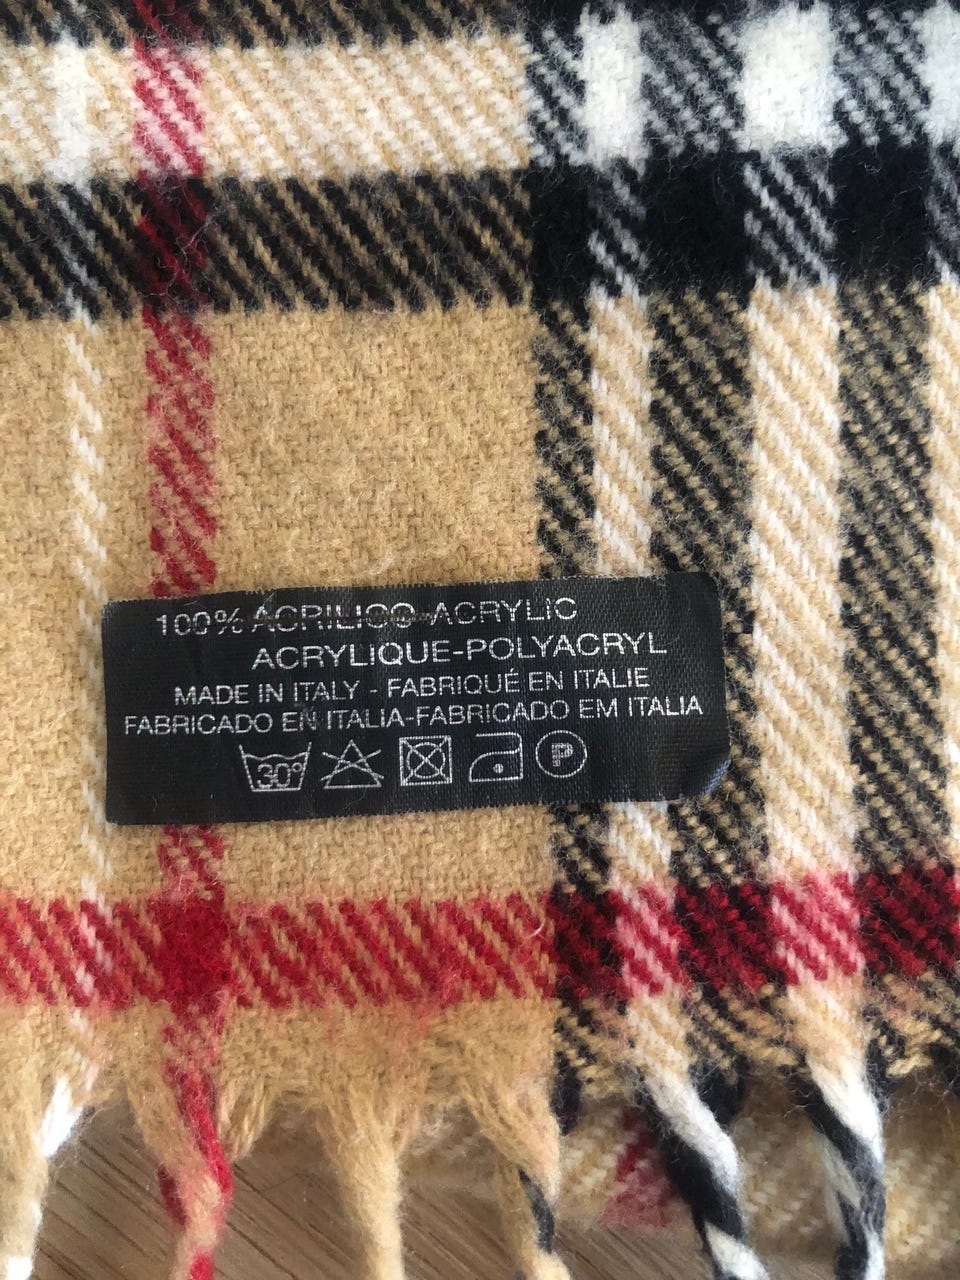 100% ACRILICO-ACRYLIC
ACRYLIQUE-POLYACRYL
MADE IN ITALY - FABRIQUÉ EN ITALIE
FABRICADO EN ITALIA-FABRICADO EM ITALIA
30° P